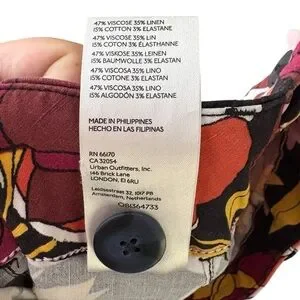 47% VISCOSE 35% LINEN
15% COTTON 3% ELASTANE
47% VISCOSE 35% LIN
15% COTON 3% ÉLASTHANNE
47% VISKOSE 35% LEINEN
15% BAUMWOLLE 3% ELASTAN
47% VISCOSA 35% LINO
15% COTONE 3% ELASTAN
47% VISCOSA 35% LINO
15% ALGODÓN 3% ELASTANE
MADE IN PHILIPPINES
HECHO EN LAS FILIPINAS
RN 66170
CA 32054
Urban Outfitters, Inc.
146 Brick Lane
LONDON, E1 6RU
Leidsestraat 32, 1017 PB
Amsterdam, Netherlands
OB1364733